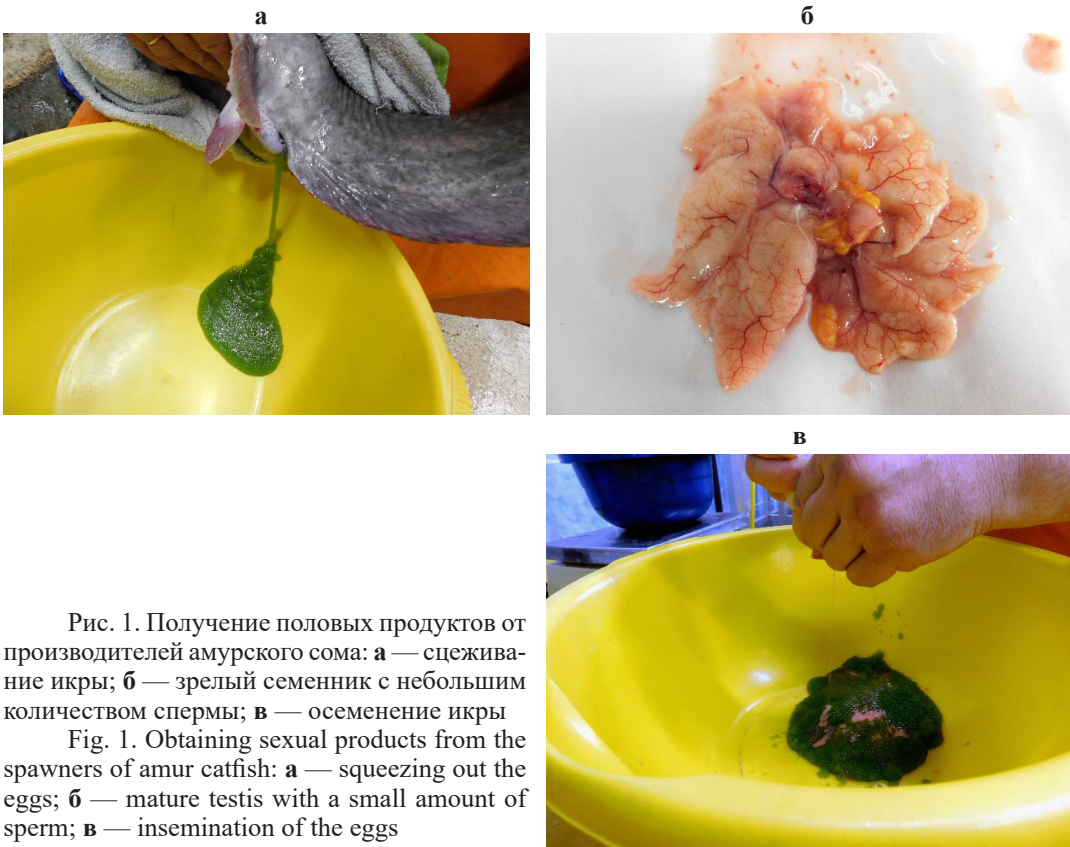 а
б
в
Рис. 1. Получение половых продуктов от
производителей амурского сома: а — сцежива-
ние икры; б — зрелый семенник с небольшим
количеством спермы; в — осеменение икры
Fig. 1. Obtaining sexual products from the
spawners of amur catfish: а — squeezing out the
eggs; б — mature testis with a small amount of
sperm; в — insemination of the eggs